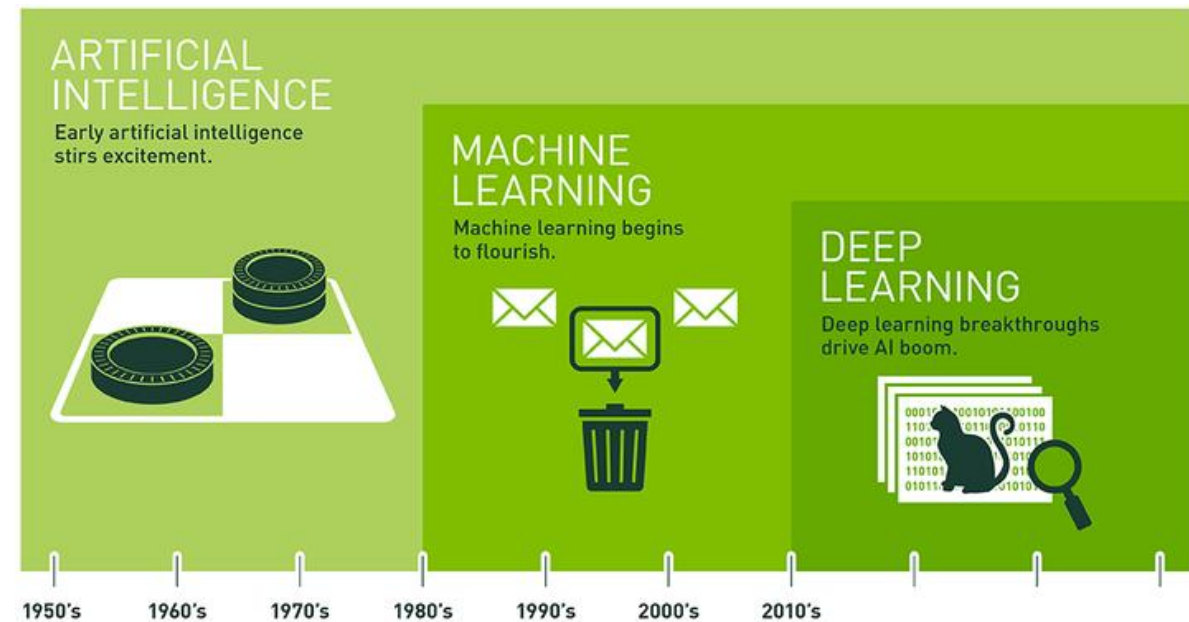 ARTIFICIAL
INTELLIGENCE
Early artificial intelligence
stirs excitement.
MACHINE
LEARNING
Machine learning begins
to flourish.
DEEP
LEARNING
Deep learning breakthroughs
drive AI boom.
1950's 1960's 1970's 1980's 1990's 2000's 2010's